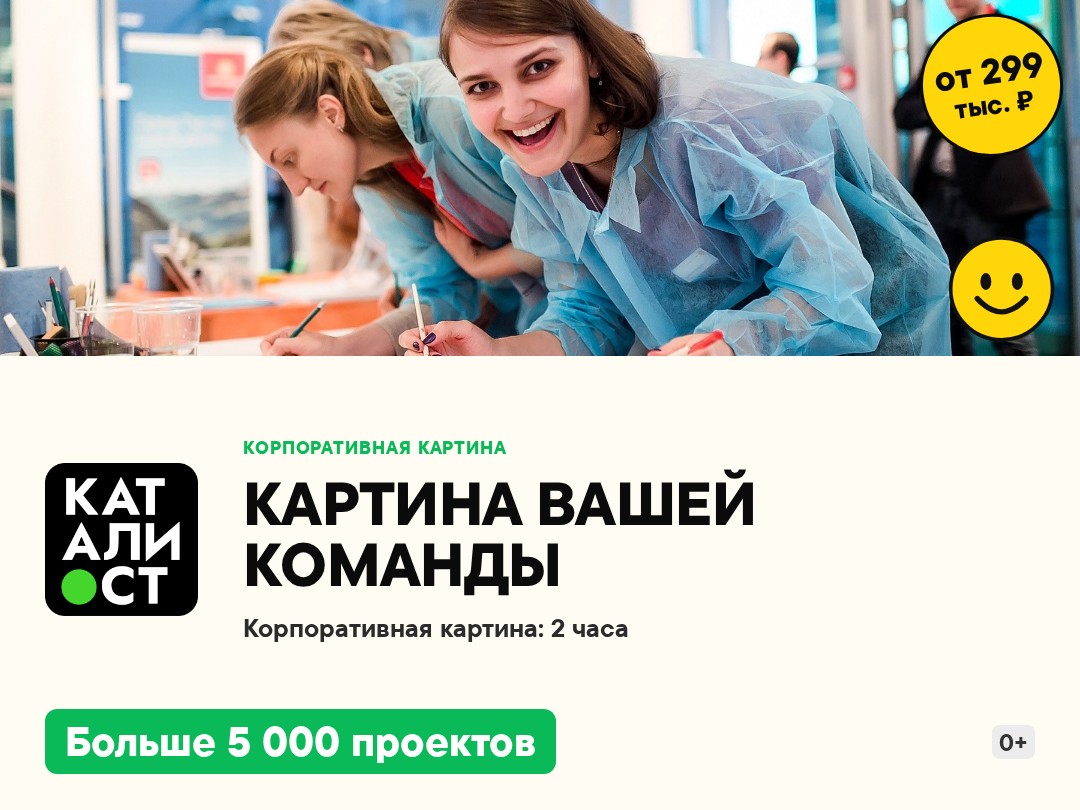 от 299
тыс. ₽
КОРПОРАТИВНАЯ КАРТИНА
КАТ
АЛИ
ОСТ
КАРТИНА ВАШЕЙ
КОМАНДЫ
Корпоративная картина: 2 часа
Больше 5 000 проектов
0+